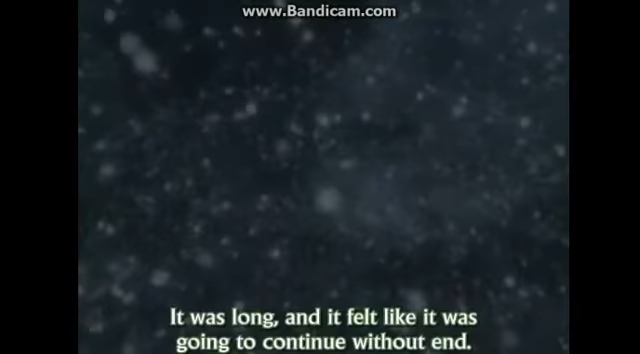 www.Bandicam.com
It was long, and it felt like it was
going to continue without end.